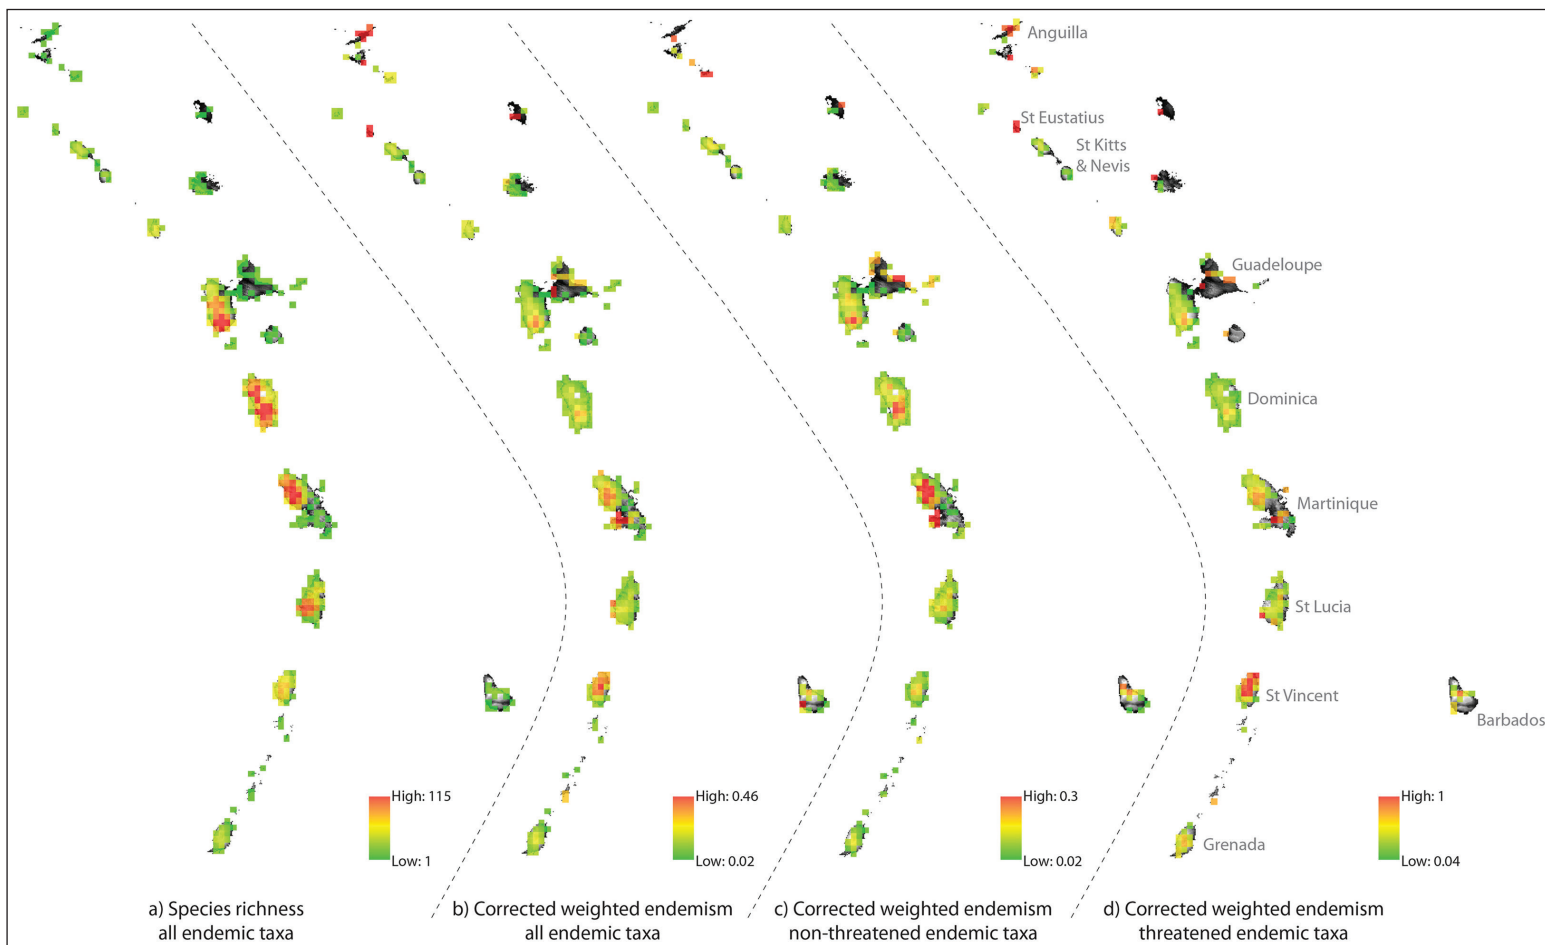 Anguilla
St Eustatius
St Kitts
& Nevis
Guadeloupe
Dominica
Martinique
St Lucia
St Vincent
Barbados
Grenada
High: 115
Low: 1
High: 0.46
Low: 0.02
High: 0.3
Low: 0.02
High: 1
Low: 0.04
a) Species richness
all endemic taxa
b) Corrected weighted endemism
all endemic taxa
c) Corrected weighted endemism
non-threatened endemic taxa
d) Corrected weighted endemism
threatened endemic taxa